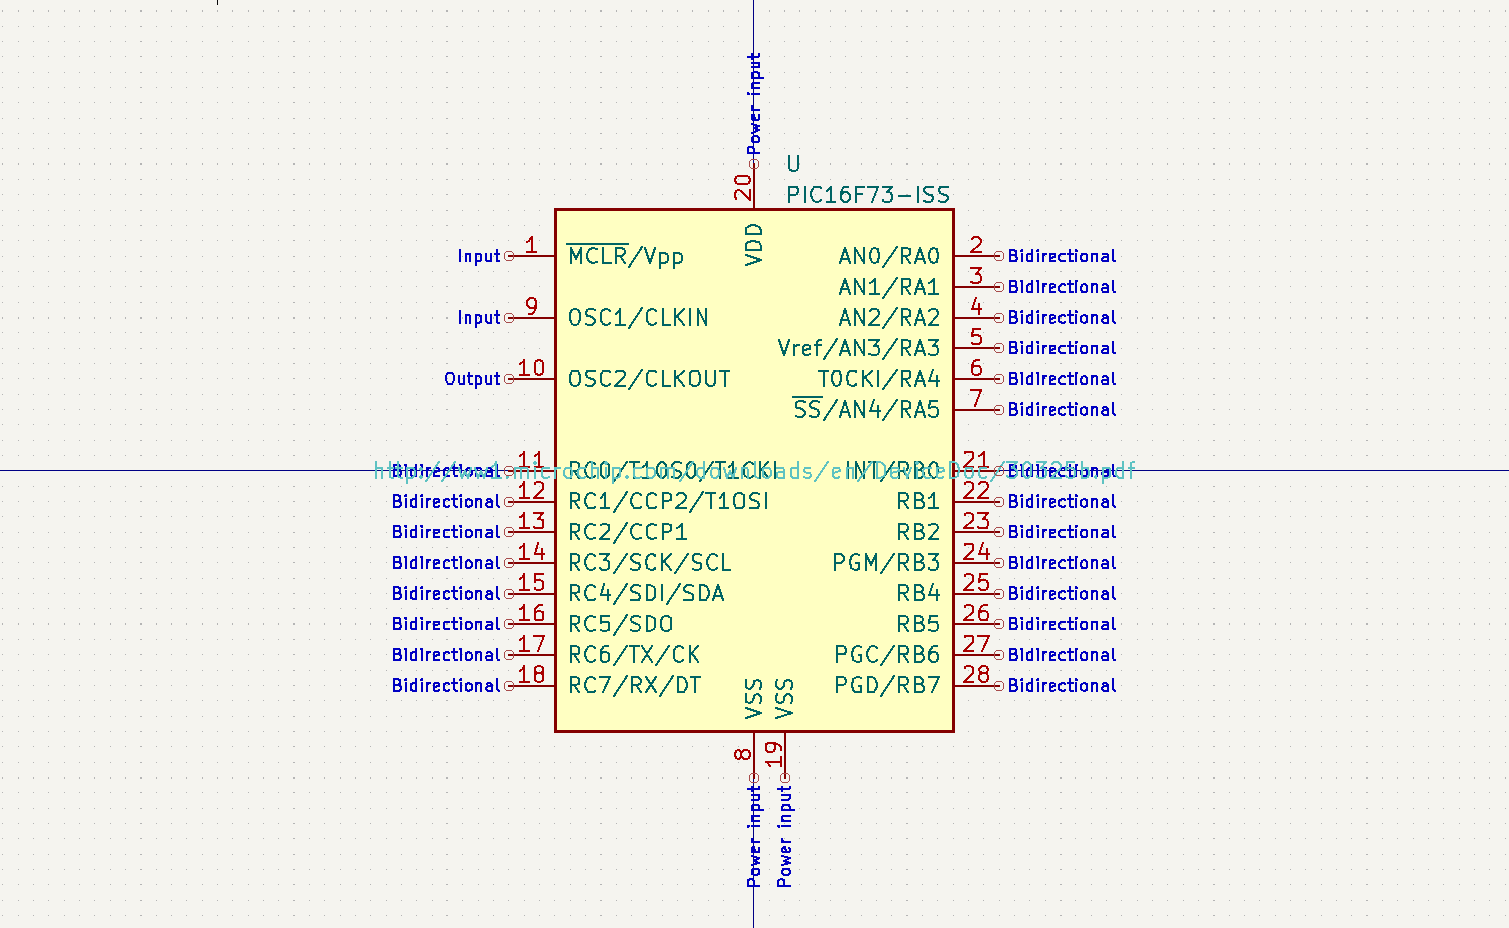 Power input
20
U
PIC16F73-ISS
VDD
Input 1 MCLR/Vpp
AN0/RA0 2 Bidirectional
AN1/RA1 3 Bidirectional
Input 9 OSC1/CLKIN
AN2/RA2 4 Bidirectional
Vref/AN3/RA3 5 Bidirectional
Output 10 OSC2/CLKOUT
T0CKI/RA4 6 Bidirectional
SS/AN4/RA5 7 Bidirectional
Bidirectional 11 RC0/T1OSO/T1CKI
/RB0 21 Bidirectional
http://ww1.microchip.com/downloads/en/DeviceDoc/30325b.pdf
Bidirectional 12 RC1/CCP2/T1OSI
RB1 22 Bidirectional
Bidirectional 13 RC2/CCP1
RB2 23 Bidirectional
Bidirectional 14 RC3/SCK/SCL
PGM/RB3 24 Bidirectional
Bidirectional 15 RC4/SDI/SDA
RB4 25 Bidirectional
Bidirectional 16 RC5/SDO
RB5 26 Bidirectional
Bidirectional 17 RC6/TX/CK
PGC/RB6 27 Bidirectional
Bidirectional 18 RC7/RX/DT
PGD/RB7 28 Bidirectional
VSS
VSS
8
19
Power input
Power input